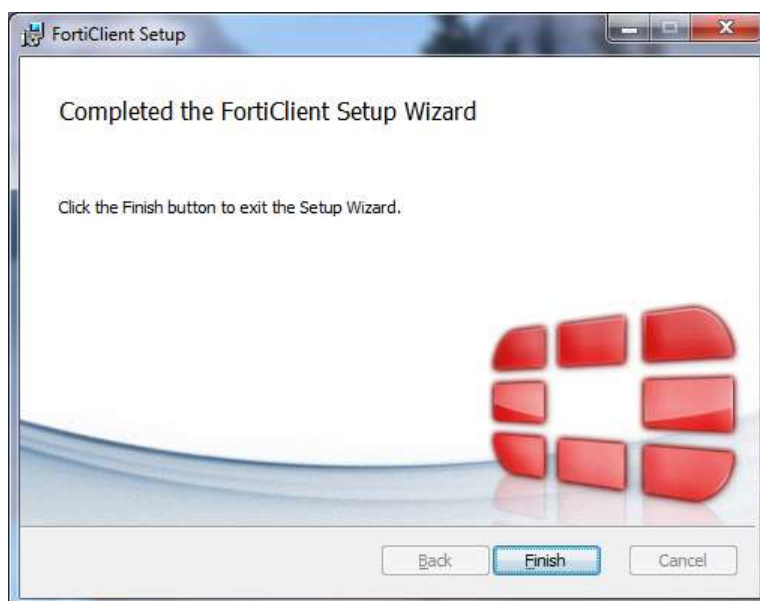 FortiClient Setup
Completed the FortiClient Setup Wizard
Click the Finish button to exit the Setup Wizard.
Back Finish Cancel